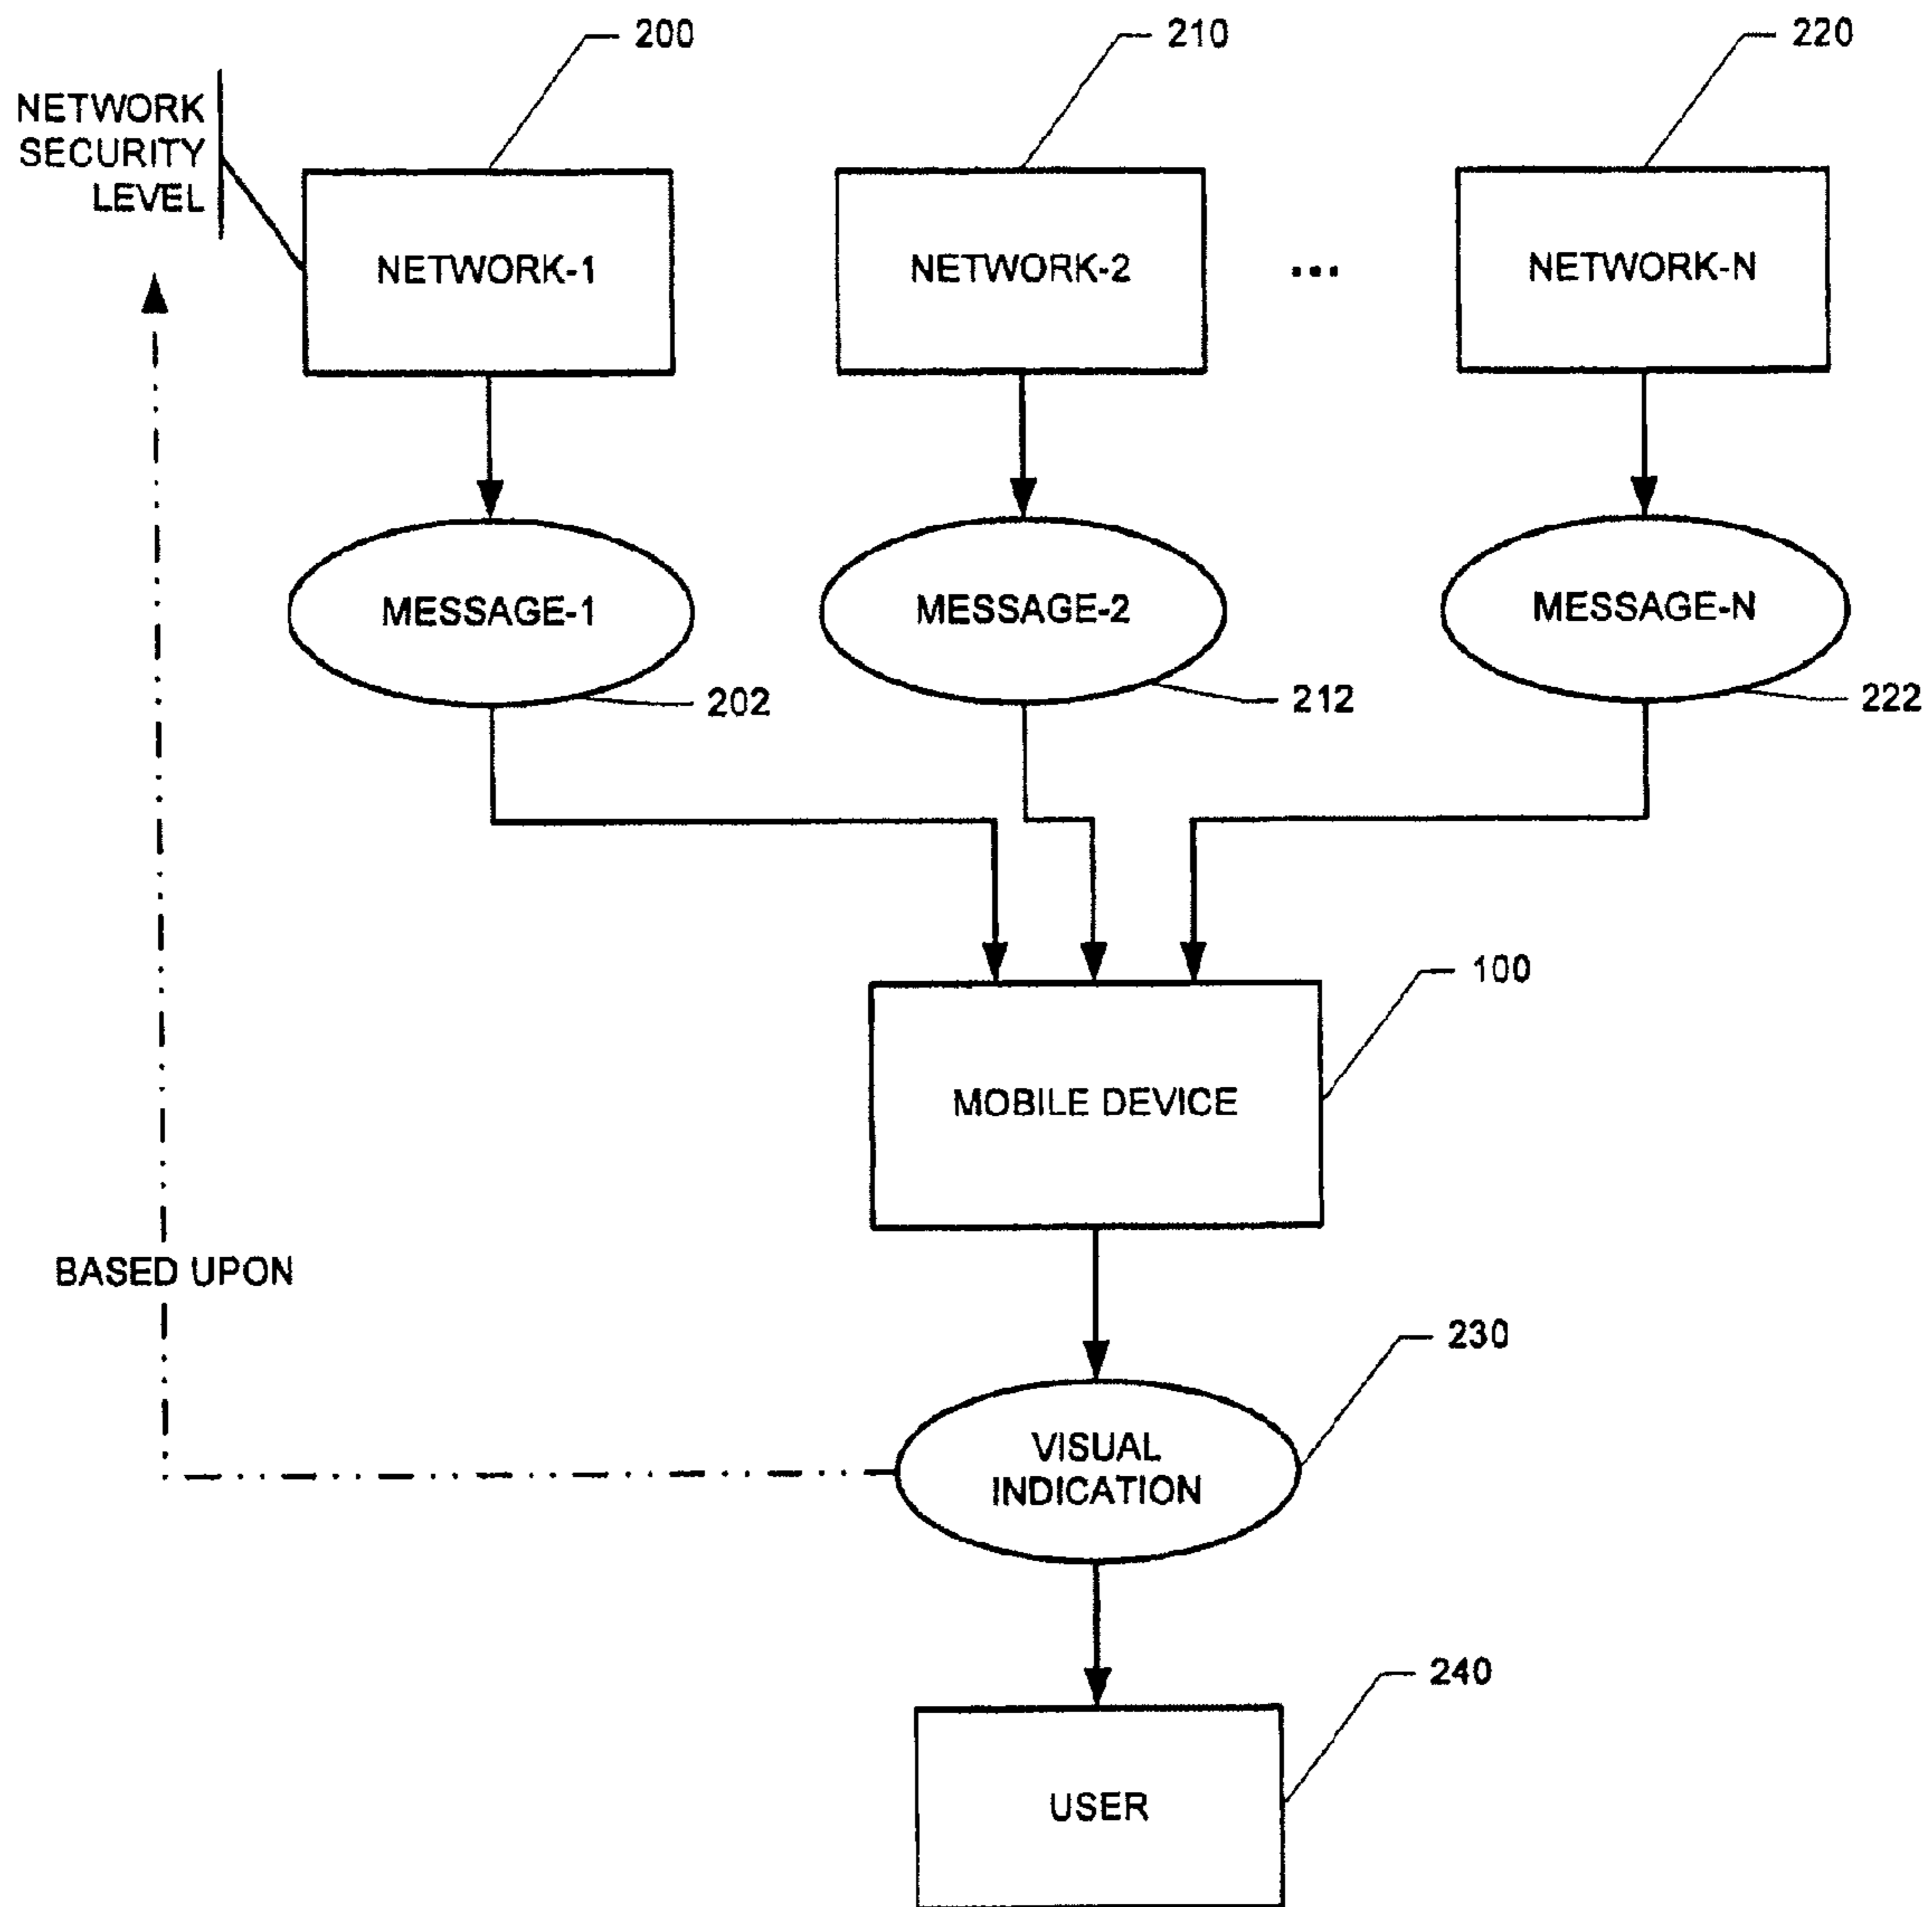 200
210
220
NETWORK
SECURITY
LEVEL
NETWORK-1
NETWORK-2
...
NETWORK-N
MESSAGE-1
MESSAGE-2
MESSAGE-N
202
212
222
100
MOBILE DEVICE
BASED UPON
230
VISUAL
INDICATION
240
USER